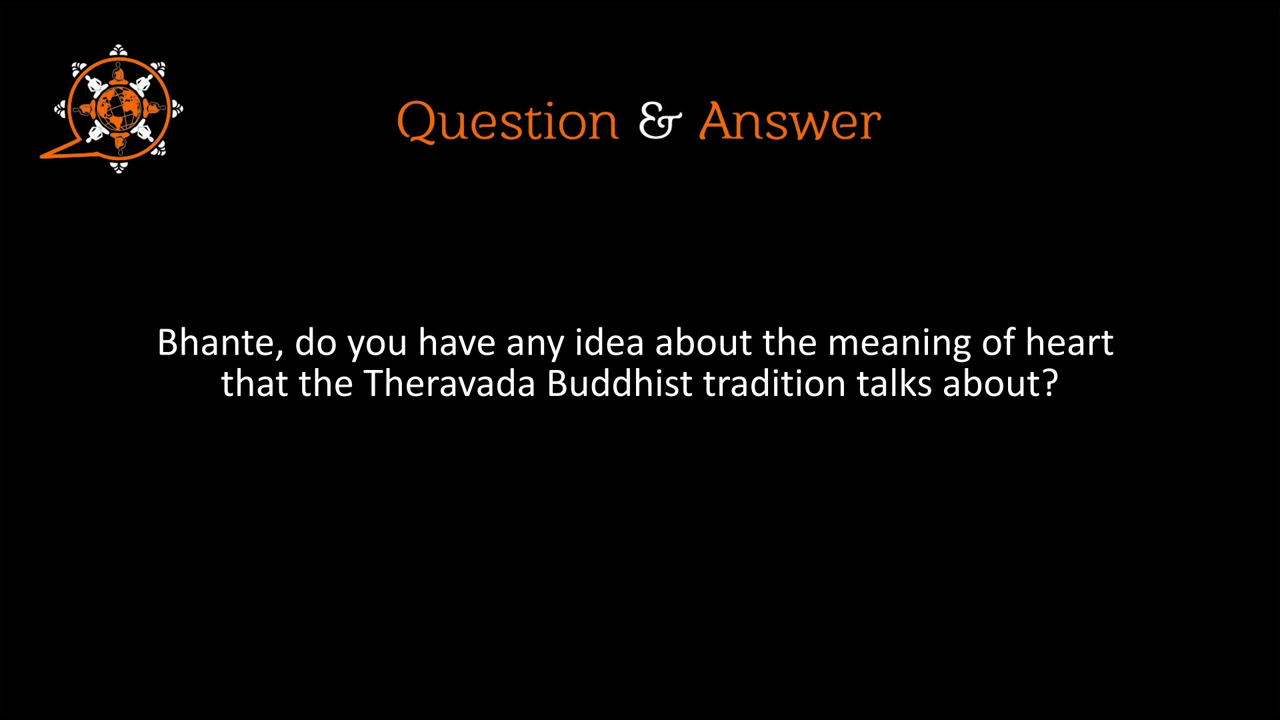 Question & Answer
Bhante, do you have any idea about the meaning of heart
that the Theravada Buddhist tradition talks about?